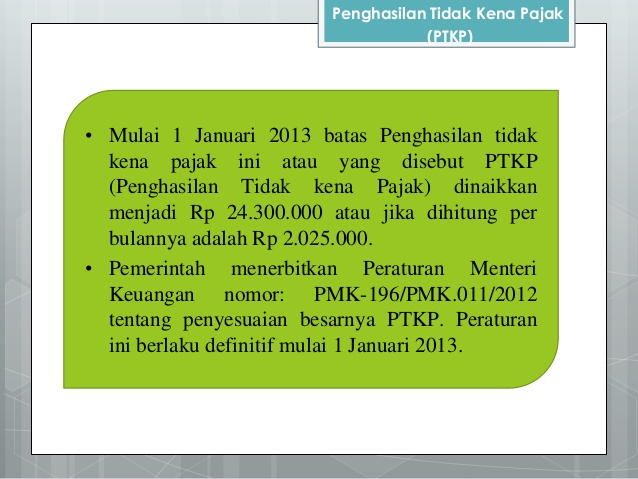 Penghasilan Tidak Kena Pajak
(PTKP)
• Mulai 1 Januari 2013 batas Penghasilan tidak
kena pajak ini atau yang disebut PTKP
(Penghasilan Tidak kena Pajak) dinaikkan
menjadi Rp 24.300.000 atau jika dihitung per
bulannya adalah Rp 2.025.000.
• Pemerintah menerbitkan Peraturan Menteri
Keuangan nomor: PMK-196/PMK.011/2012
tentang penyesuaian besarnya PTKP. Peraturan
ini berlaku definitif mulai 1 Januari 2013.